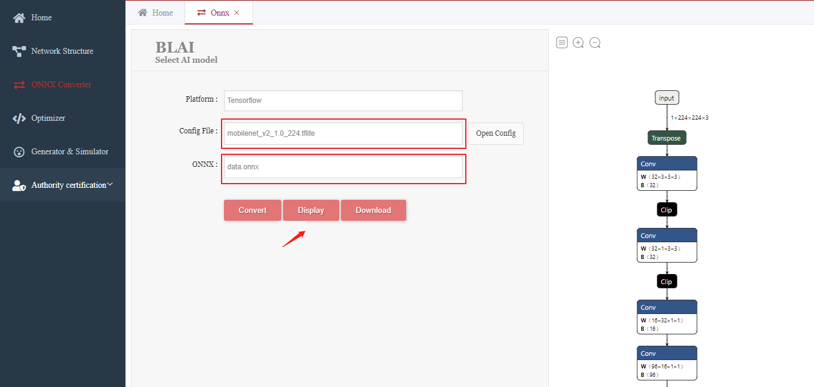 Home
Network Structure
ONNX Converter
Optimizer
Generator & Simulator
Authority certification
Home
Onnx ×
BLAI
Select AI model
Platform : Tensorflow
Config File : mobilenet_v2_1.0_224.tflite Open Config
ONNX : data.onnx
Convert Display Download
input
1×224×224×3
Transpose
Conv
W ⟨32×3×3×3⟩
B ⟨32⟩
Clip
Conv
W ⟨32×1×3×3⟩
B ⟨32⟩
Clip
Conv
W ⟨16×32×1×1⟩
B ⟨16⟩
Conv
W ⟨96×16×1×1⟩
B ⟨96⟩